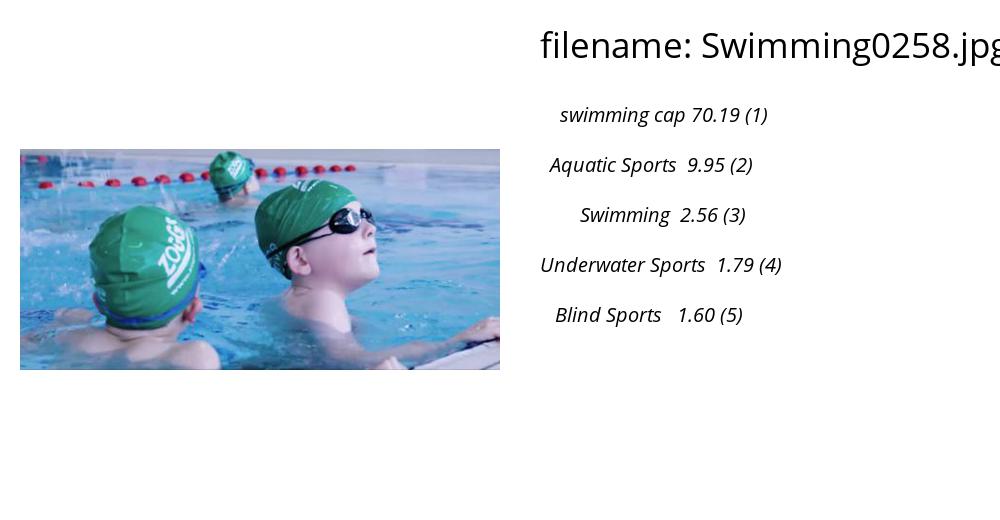 filename: Swimming0258.jpg
swimming cap 70.19 (1)
Aquatic Sports 9.95 (2)
Swimming 2.56 (3)
Underwater Sports 1.79 (4)
Blind Sports 1.60 (5)
ZOGGS